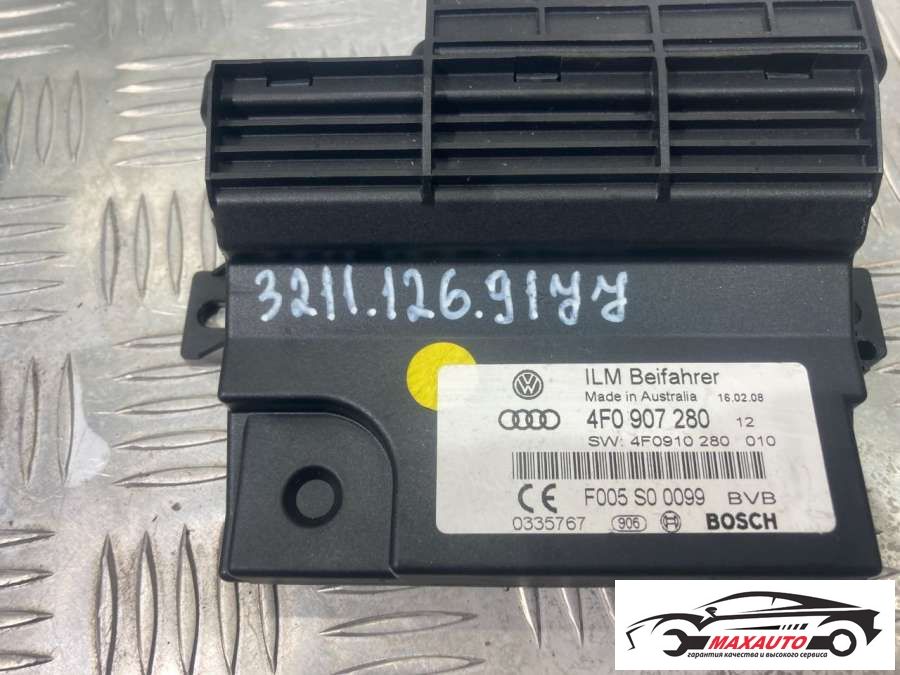 3211.126.91УУ
ILM Beifahrer
Made in Australia 16.02.08
4F0 907 280 12
SW: 4F0910 280 010
CE F005 S0 0099 BVB
0335767 906 BOSCH
MAXAUTO
гарантия качества и высокого сервиса